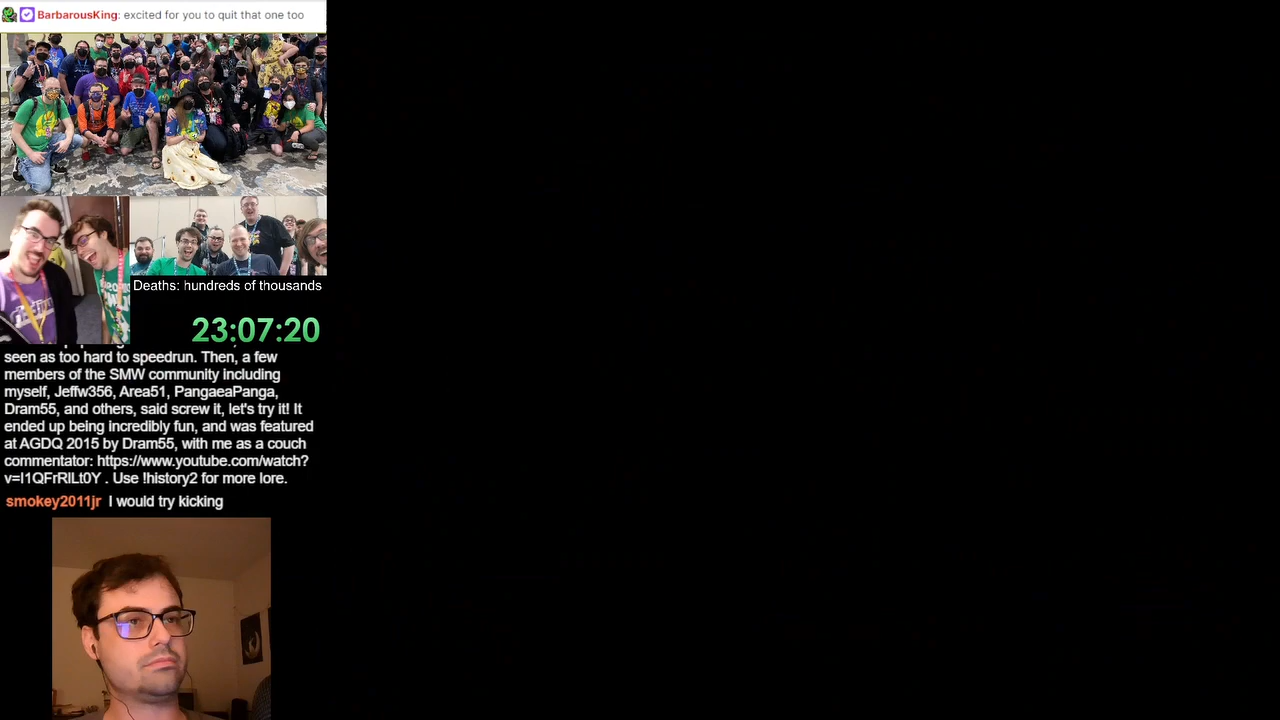 BarbarousKing: excited for you to quit that one too
Deaths: hundreds of thousands
23:07:20
seen as too hard to speedrun. Then, a few
members of the SMW community including
myself, Jeffw356, Area51, PangaeaPanga,
Dram55, and others, said screw it, let's try it! It
ended up being incredibly fun, and was featured
at AGDQ 2015 by Dram55, with me as a couch
commentator: https://www.youtube.com/watch?
v=I1QFrRlLt0Y . Use !history2 for more lore.
smokey2011jr I would try kicking